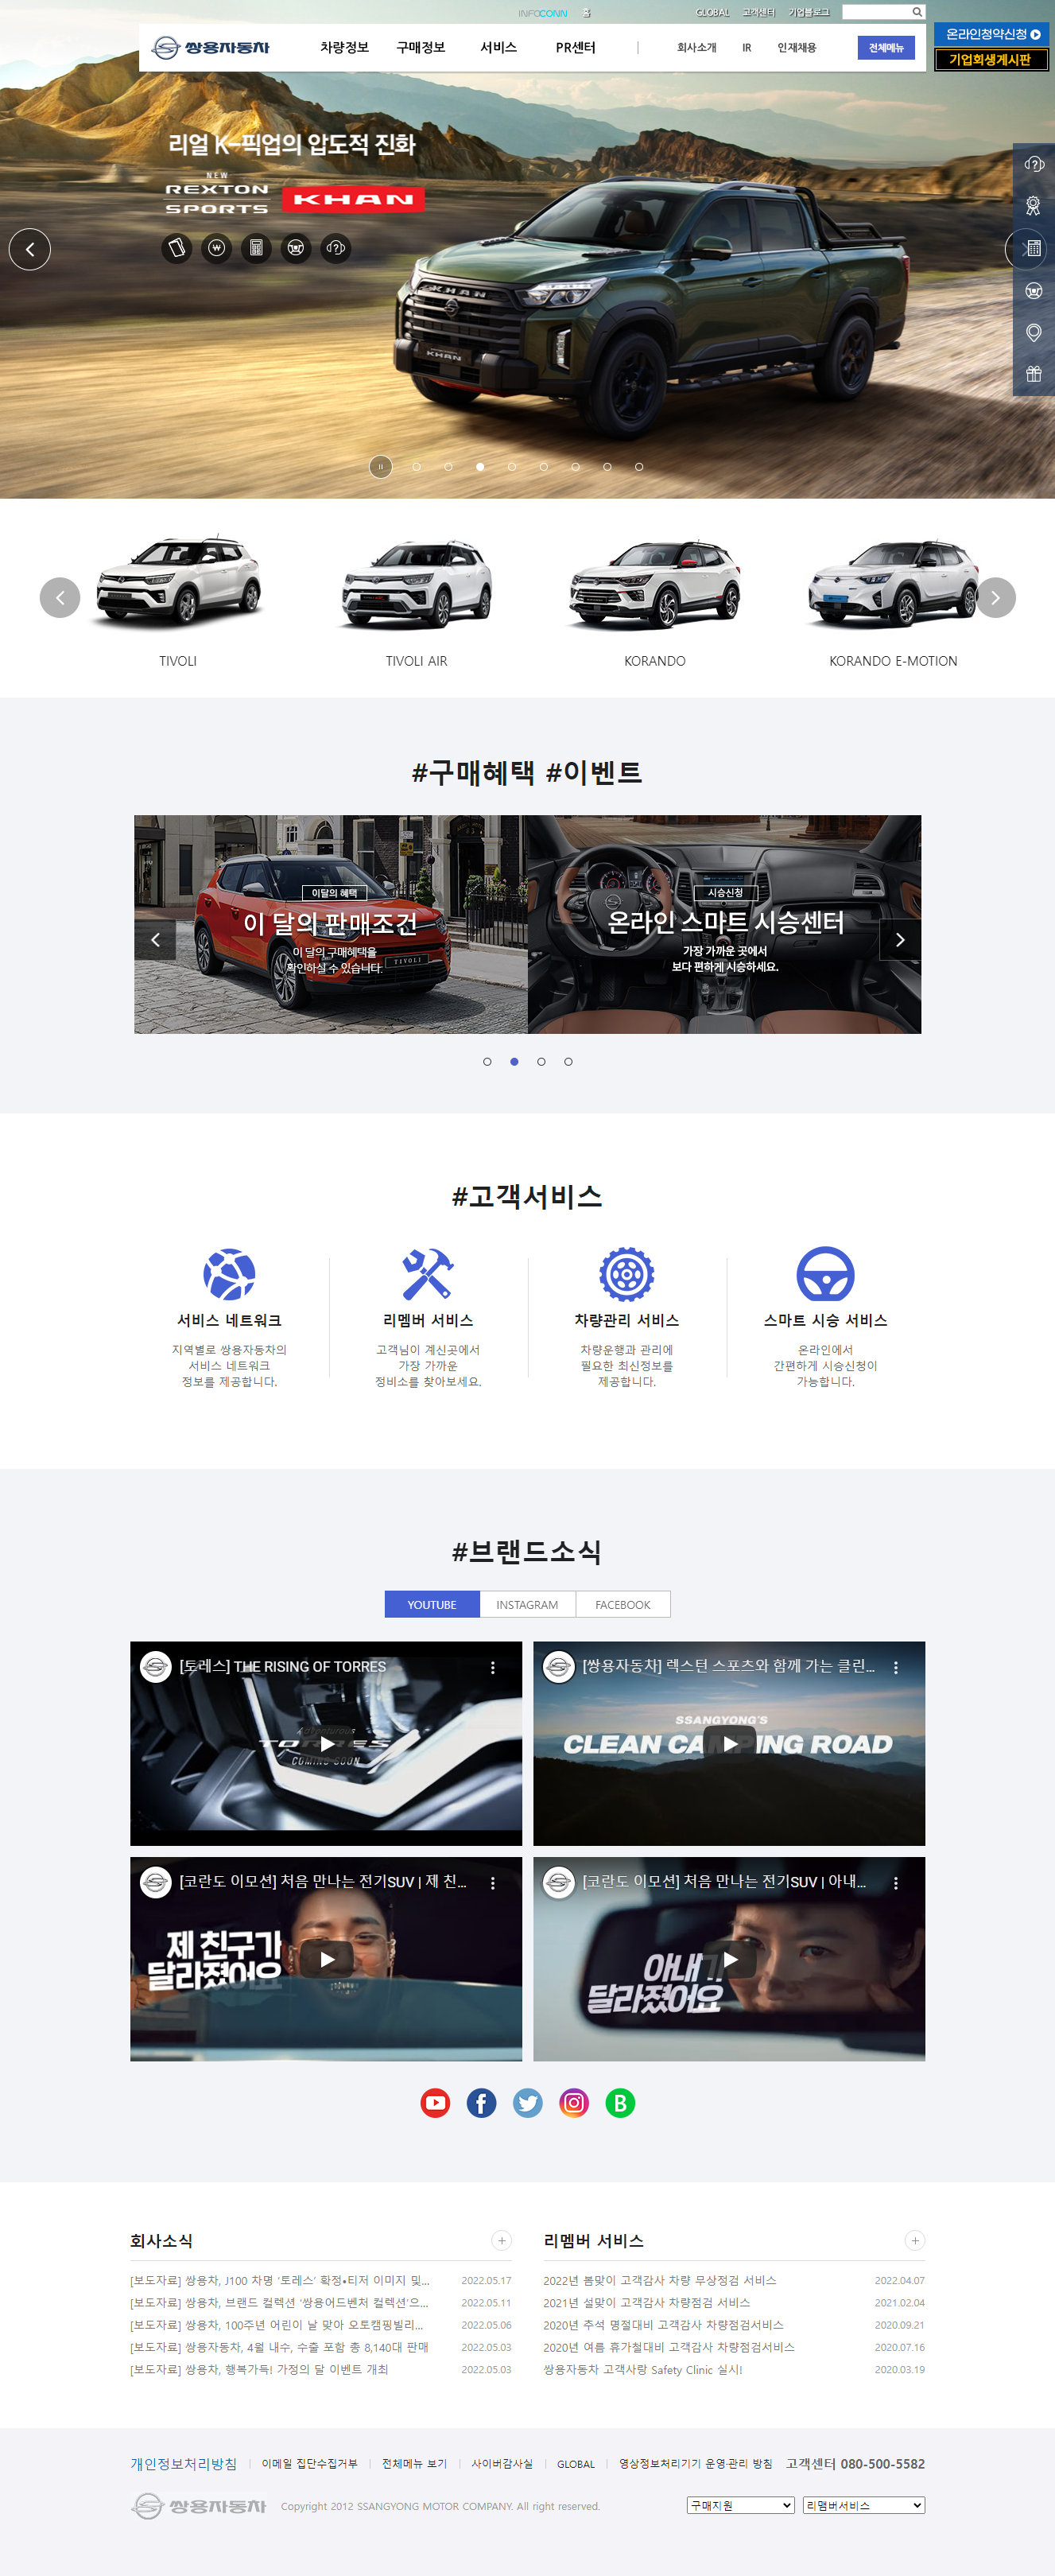 INFOCONN 홈 GLOBAL 고객센터 기업블로그
쌍용자동차 차량정보 구매정보 서비스 PR센터 회사소개 IR 인재채용 전체메뉴
온라인청약신청
기업회생게시판
리얼 K-픽업의 압도적 진화
NEW
REXTON
SPORTS KHAN
KHAN
KHAN
TIVOLI TIVOLI AIR KORANDO KORANDO E-MOTION
#구매혜택 #이벤트
이달의 혜택
이 달의 판매조건
이 달의 구매혜택을
확인하실 수 있습니다.
TIVOLI
시승신청
온라인 스마트 시승센터
가장 가까운 곳에서
보다 편하게 시승하세요.
#고객서비스
서비스 네트워크
지역별로 쌍용자동차의
서비스 네트워크
정보를 제공합니다.
리멤버 서비스
고객님이 계신곳에서
가장 가까운
정비소를 찾아보세요.
차량관리 서비스
차량운행과 관리에
필요한 최신정보를
제공합니다.
스마트 시승 서비스
온라인에서
간편하게 시승신청이
가능합니다.
#브랜드소식
YOUTUBE INSTAGRAM FACEBOOK
[토레스] THE RISING OF TORRES
Adventurous
TORRES
COMING SOON
[쌍용자동차] 렉스턴 스포츠와 함께 가는 클린...
SSANGYONG'S
CLEAN CAMPING ROAD
[코란도 이모션] 처음 만나는 전기SUV | 제 친...
제 친구가
달라졌어요
[코란도 이모션] 처음 만나는 전기SUV | 아내...
아내가
달라졌어요
회사소식
[보도자료] 쌍용차, J100 차명 '토레스' 확정•티저 이미지 및... 2022.05.17
[보도자료] 쌍용차, 브랜드 컬렉션 '쌍용어드벤처 컬렉션'으... 2022.05.11
[보도자료] 쌍용차, 100주년 어린이 날 맞아 오토캠핑빌리... 2022.05.06
[보도자료] 쌍용자동차, 4월 내수, 수출 포함 총 8,140대 판매 2022.05.03
[보도자료] 쌍용차, 행복가득! 가정의 달 이벤트 개최 2022.05.03
리멤버 서비스
2022년 봄맞이 고객감사 차량 무상점검 서비스 2022.04.07
2021년 설맞이 고객감사 차량점검 서비스 2021.02.04
2020년 추석 명절대비 고객감사 차량점검서비스 2020.09.21
2020년 여름 휴가철대비 고객감사 차량점검서비스 2020.07.16
쌍용자동차 고객사랑 Safety Clinic 실시! 2020.03.19
개인정보처리방침 이메일 집단수집거부 전체메뉴 보기 사이버감사실 GLOBAL 영상정보처리기기 운영·관리 방침 고객센터 080-500-5582
쌍용자동차 Copyright 2012 SSANGYONG MOTOR COMPANY. All right reserved. 구매지원 리맴버서비스